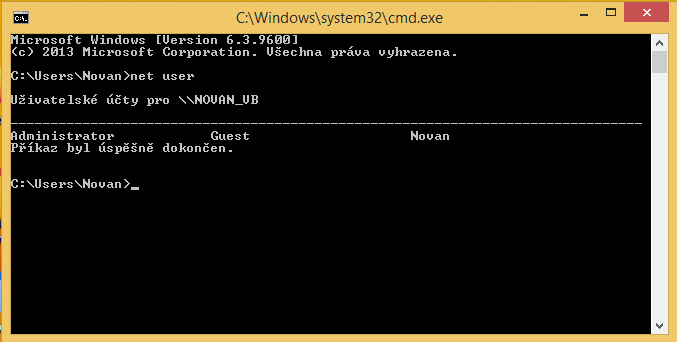 C:\Windows\system32\cmd.exe
Microsoft Windows [Version 6.3.9600]
(c) 2013 Microsoft Corporation. Všechna práva vyhrazena.
C:\Users\Novan>net user
Uživatelské účty pro \\NOVAN_VB
-------------------------------------------------------------------------------
Administrator Guest Novan
Příkaz byl úspěšně dokončen.
C:\Users\Novan>_